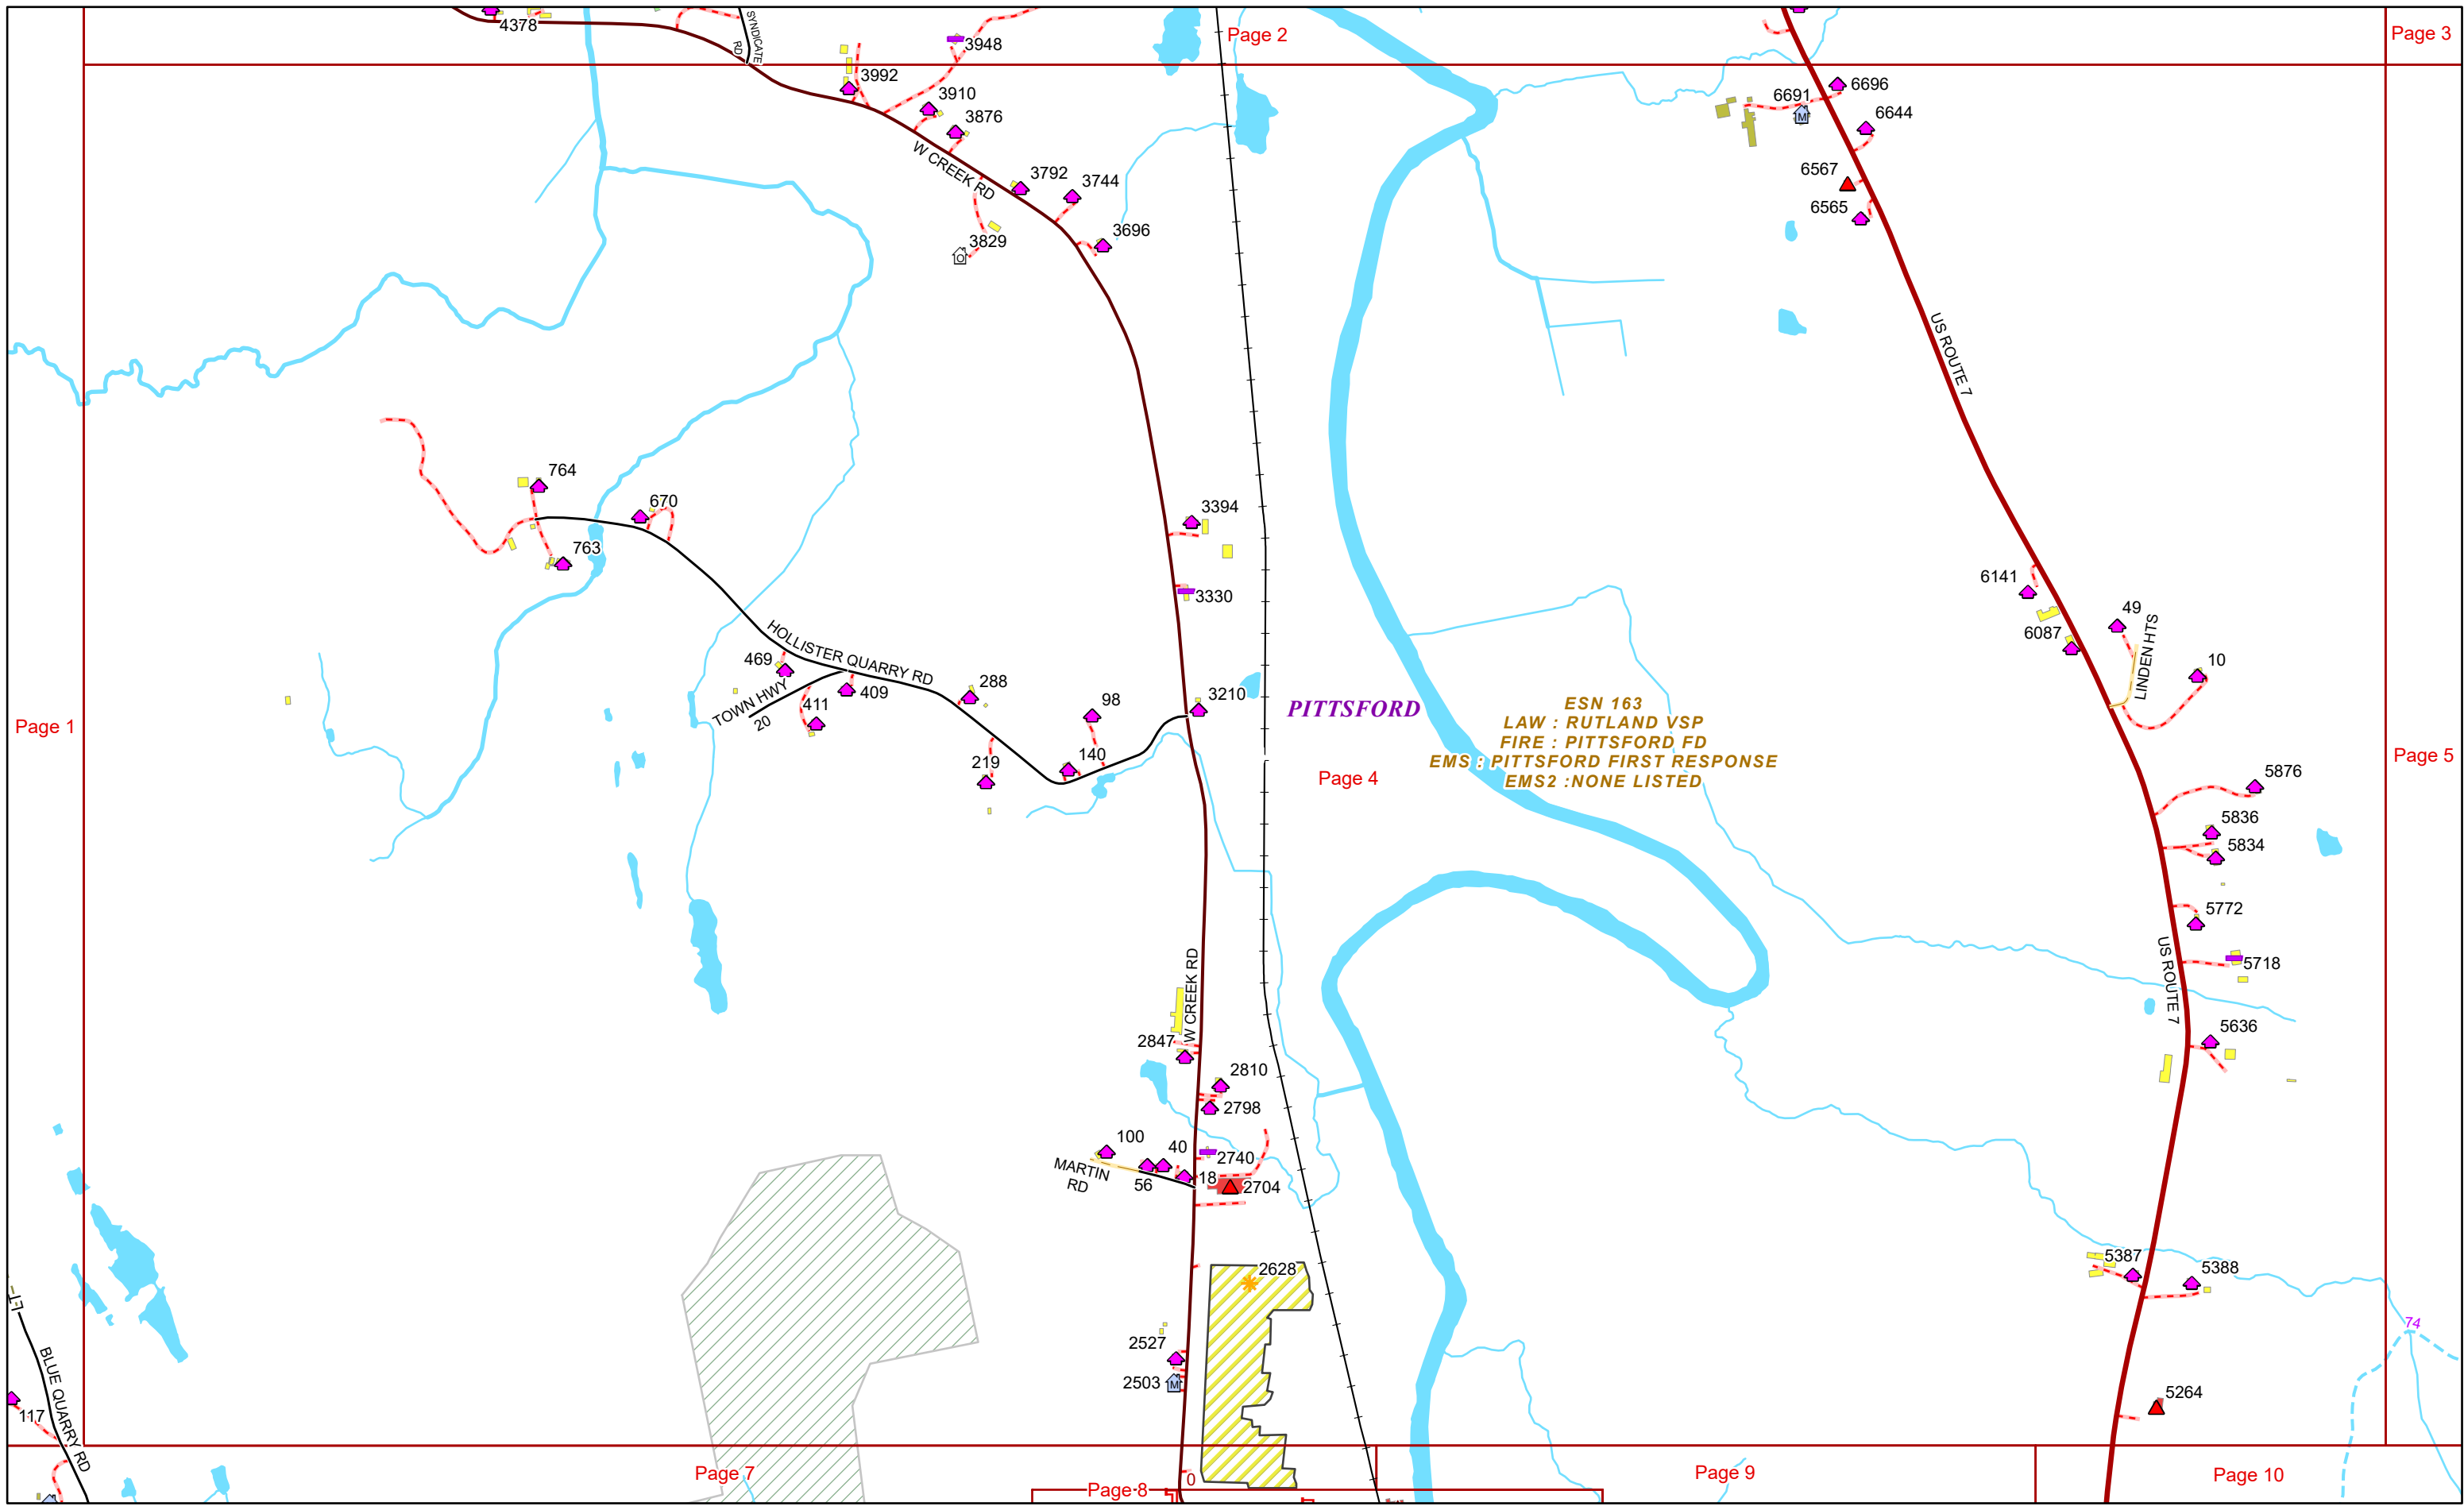 4378
SYNDICATE
RD
3948
Page 2
Page 3
3992
3910
3876
6691
M
6696
6644
W CREEK RD
3792
3744
6567
6565
3829
O
3696
US ROUTE 7
764
670
763
3394
3330
6141
49
6087
LINDEN HTS
10
HOLLISTER QUARRY RD
469
TOWN HWY
20
409
411
288
98
3210
219
140
Page 1
PITTSFORD
Page 4
ESN 163
LAW : RUTLAND VSP
FIRE : PITTSFORD FD
EMS : PITTSFORD FIRST RESPONSE
EMS2 :NONE LISTED
Page 5
5876
5836
5834
5772
5718
US ROUTE 7
5636
W CREEK RD
2847
2810
2798
100
40
2740
MARTIN
RD
56
18
2704
2628
5387
5388
74
2527
2503
M
5264
BLUE QUARRY RD
117
Page 7
0
Page 8
Page 9
Page 10